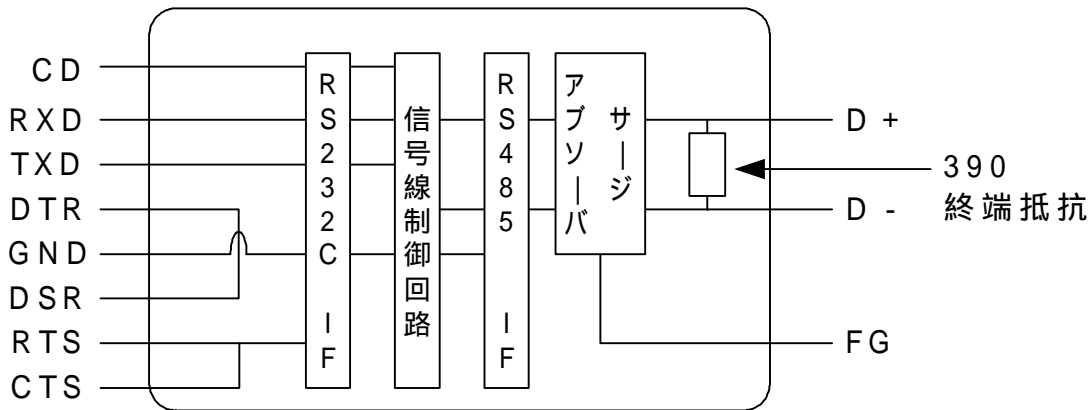 CD
RXD
TXD
DTR
GND
DSR
RTS
CTS
RS232C IF
信号線制御回路
RS485 IF
サージ
アブソーバ
D +
D -
FG
390
終端抵抗